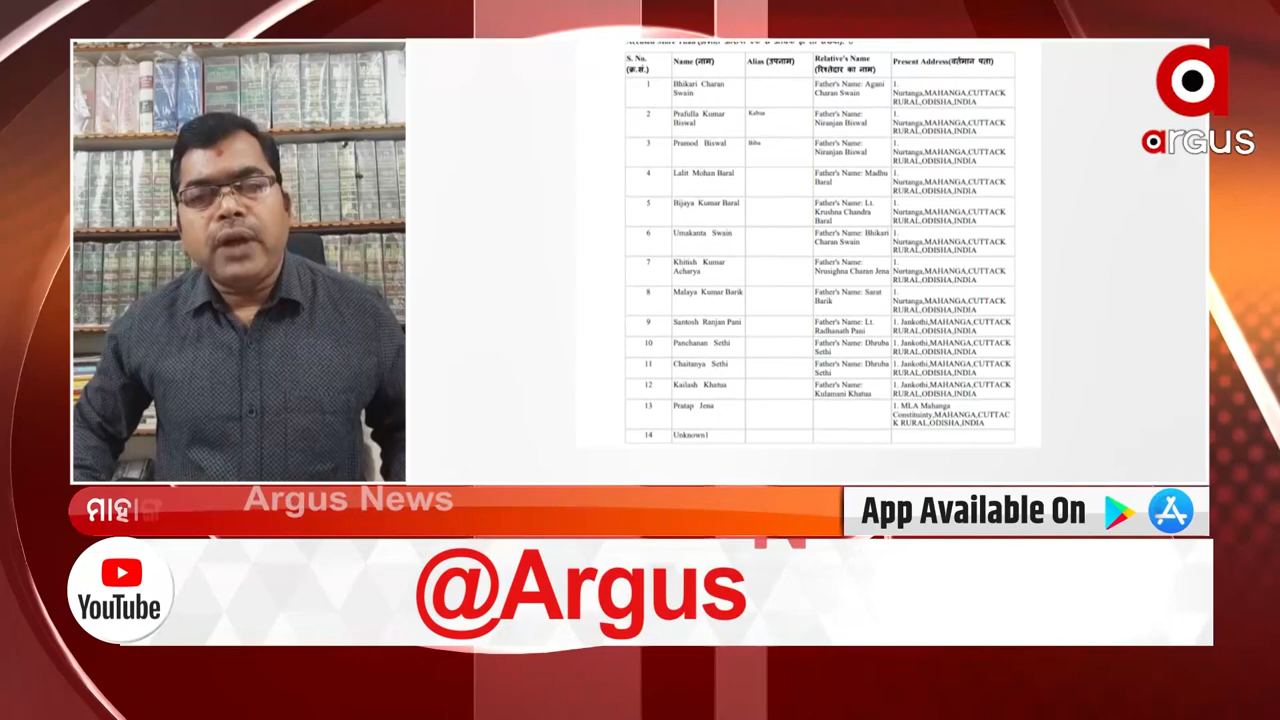 S. No.
(क्र.सं.)
Name (नाम)
Alias (उपनाम)
Relative's Name
(रिश्तेदार का नाम)
Present Address(वर्तमान पता)
1
Bhikari Charan
Swain
Father's Name: Agani
Charan Swain
1.
Nurtanga,MAHANGA,CUTTACK
RURAL,ODISHA,INDIA
2
Prafulla Kumar
Biswal
Father's Name:
Niranjan Biswal
1.
Nurtanga,MAHANGA,CUTTACK
RURAL,ODISHA,INDIA
3
Pramod Biswal
Father's Name:
Niranjan Biswal
1.
Nurtanga,MAHANGA,CUTTACK
RURAL,ODISHA,INDIA
4
Lalit Mohan Baral
Father's Name: Madhu
Baral
1.
Nurtanga,MAHANGA,CUTTACK
RURAL,ODISHA,INDIA
5
Bijaya Kumar Baral
Father's Name: Lt.
Krushna Chandra
Baral
1.
Nurtanga,MAHANGA,CUTTACK
RURAL,ODISHA,INDIA
6
Umakanta Swain
Father's Name: Bhikari
Charan Swain
1.
Nurtanga,MAHANGA,CUTTACK
RURAL,ODISHA,INDIA
7
Khitish Kumar
Acharya
Father's Name:
Nrusighna Charan Jena
1.
Nurtanga,MAHANGA,CUTTACK
RURAL,ODISHA,INDIA
8
Malaya Kumar Barik
Father's Name: Sarat
Barik
1.
Nurtanga,MAHANGA,CUTTACK
RURAL,ODISHA,INDIA
9
Santosh Ranjan Pani
Father's Name: Lt.
Radhanath Pani
1. Jankothi,MAHANGA,CUTTACK
RURAL,ODISHA,INDIA
10
Panchanan Sethi
Father's Name: Dhruba
Sethi
1. Jankothi,MAHANGA,CUTTACK
RURAL,ODISHA,INDIA
11
Chaitanya Sethi
Father's Name: Dhruba
Sethi
1. Jankothi,MAHANGA,CUTTACK
RURAL,ODISHA,INDIA
12
Kailash Khatua
Father's Name:
Kulamani Khatua
1. Jankothi,MAHANGA,CUTTACK
RURAL,ODISHA,INDIA
13
Pratap Jena
1. MLA Mahanga
Constituinty,MAHANGA,CUTTAC
K RURAL,ODISHA,INDIA
14
Unknown1
argus
ମାହା
Argus News
App Available On
YouTube
@Argus